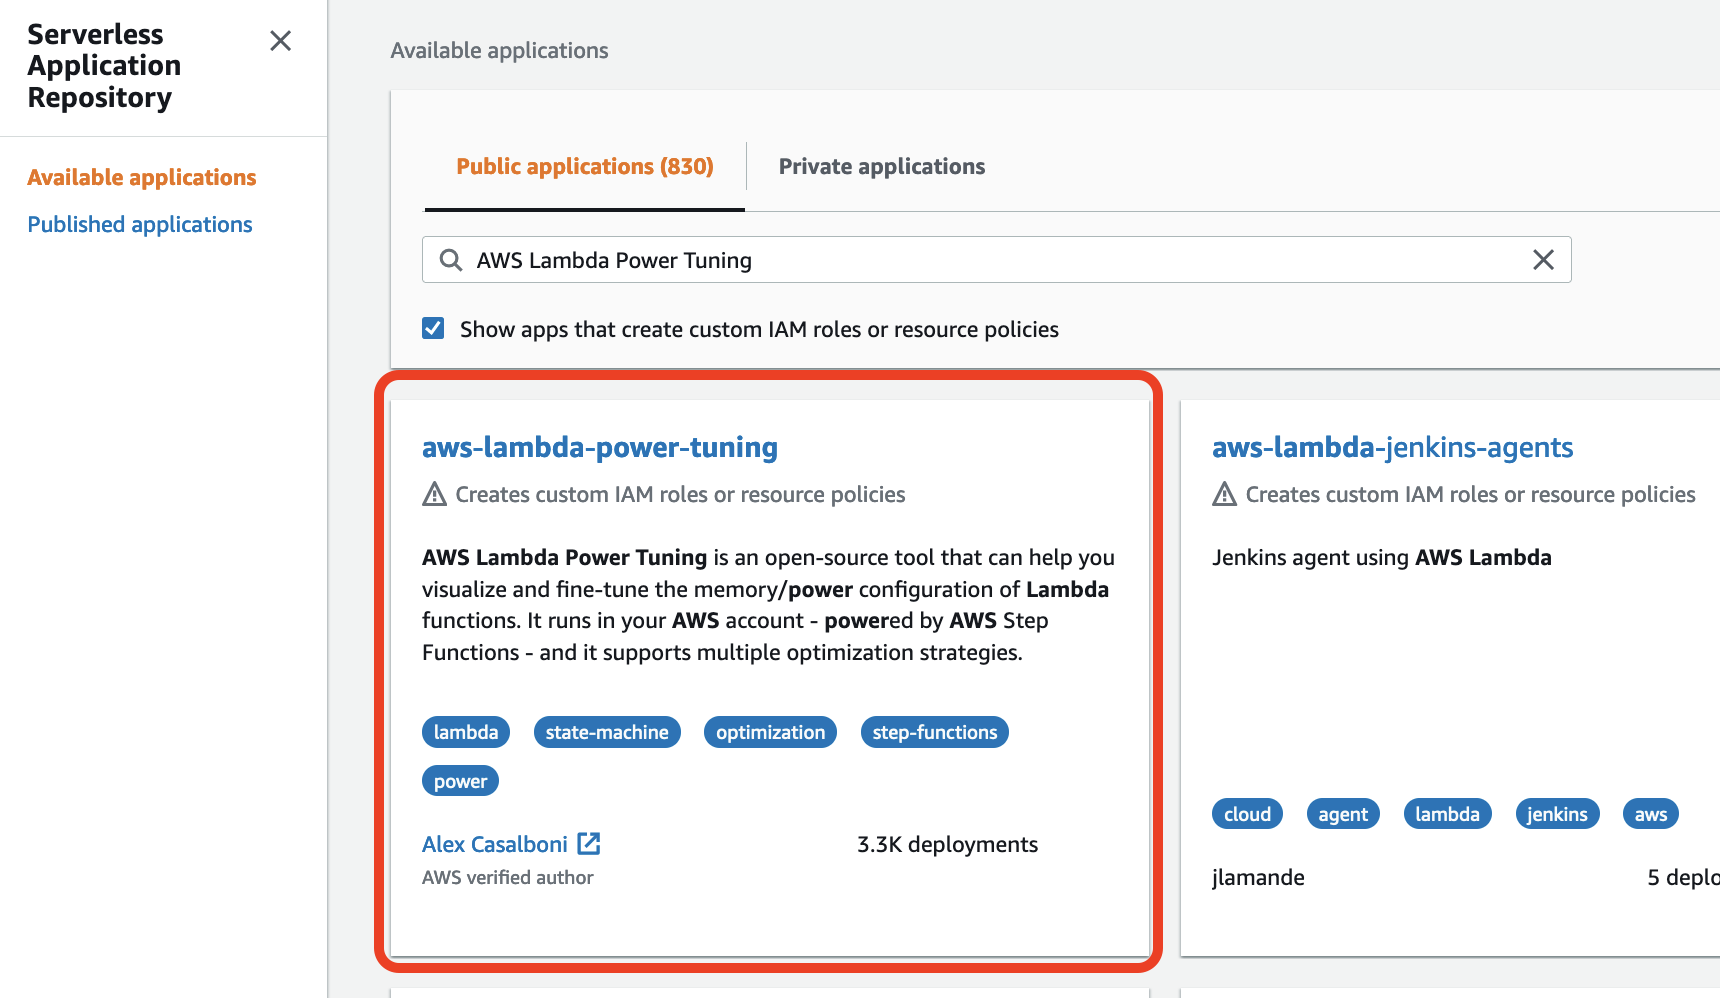 Serverless
Application
Repository
Available applications
Published applications
Available applications
Public applications (830)
Private applications
AWS Lambda Power Tuning
Show apps that create custom IAM roles or resource policies
aws-lambda-power-tuning
Creates custom IAM roles or resource policies
AWS Lambda Power Tuning is an open-source tool that can help you
visualize and fine-tune the memory/power configuration of Lambda
functions. It runs in your AWS account - powered by AWS Step
Functions - and it supports multiple optimization strategies.
lambda state-machine optimization step-functions
power
Alex Casalboni
3.3K deployments
AWS verified author
aws-lambda-jenkins-agents
Creates custom IAM roles or resource policies
Jenkins agent using AWS Lambda
cloud agent lambda jenkins aws
jlamande
5 deplo